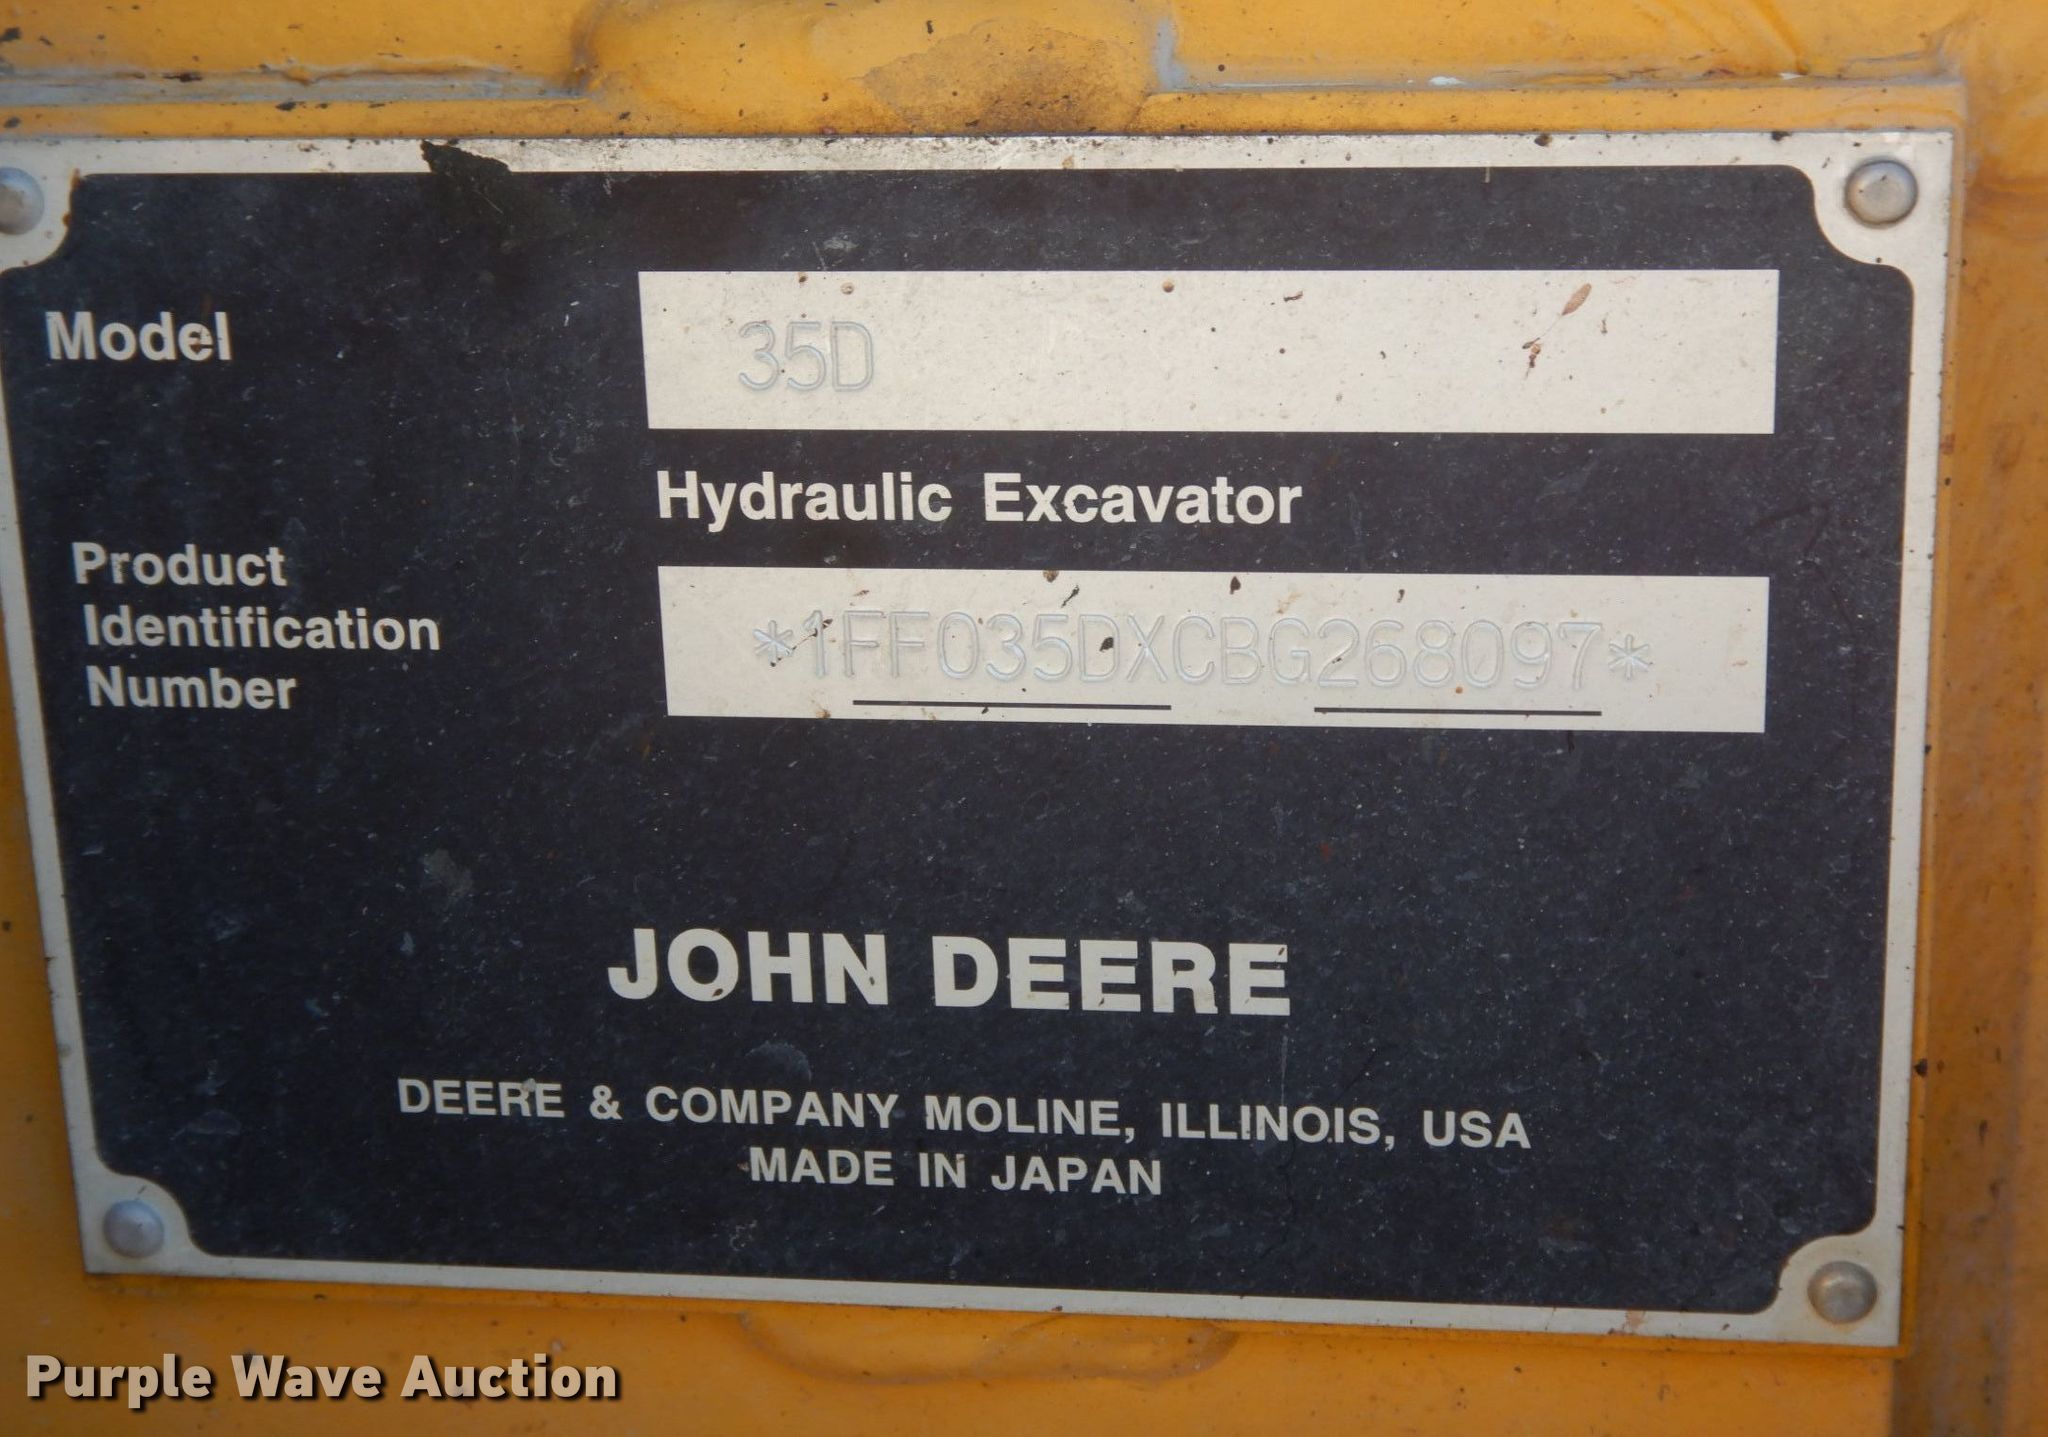 Model
35D
Hydraulic Excavator
Product
Identification
Number
*1FF035DXCBG268097*
JOHN DEERE
DEERE & COMPANY MOLINE, ILLINOIS, USA
MADE IN JAPAN
Purple Wave Auction